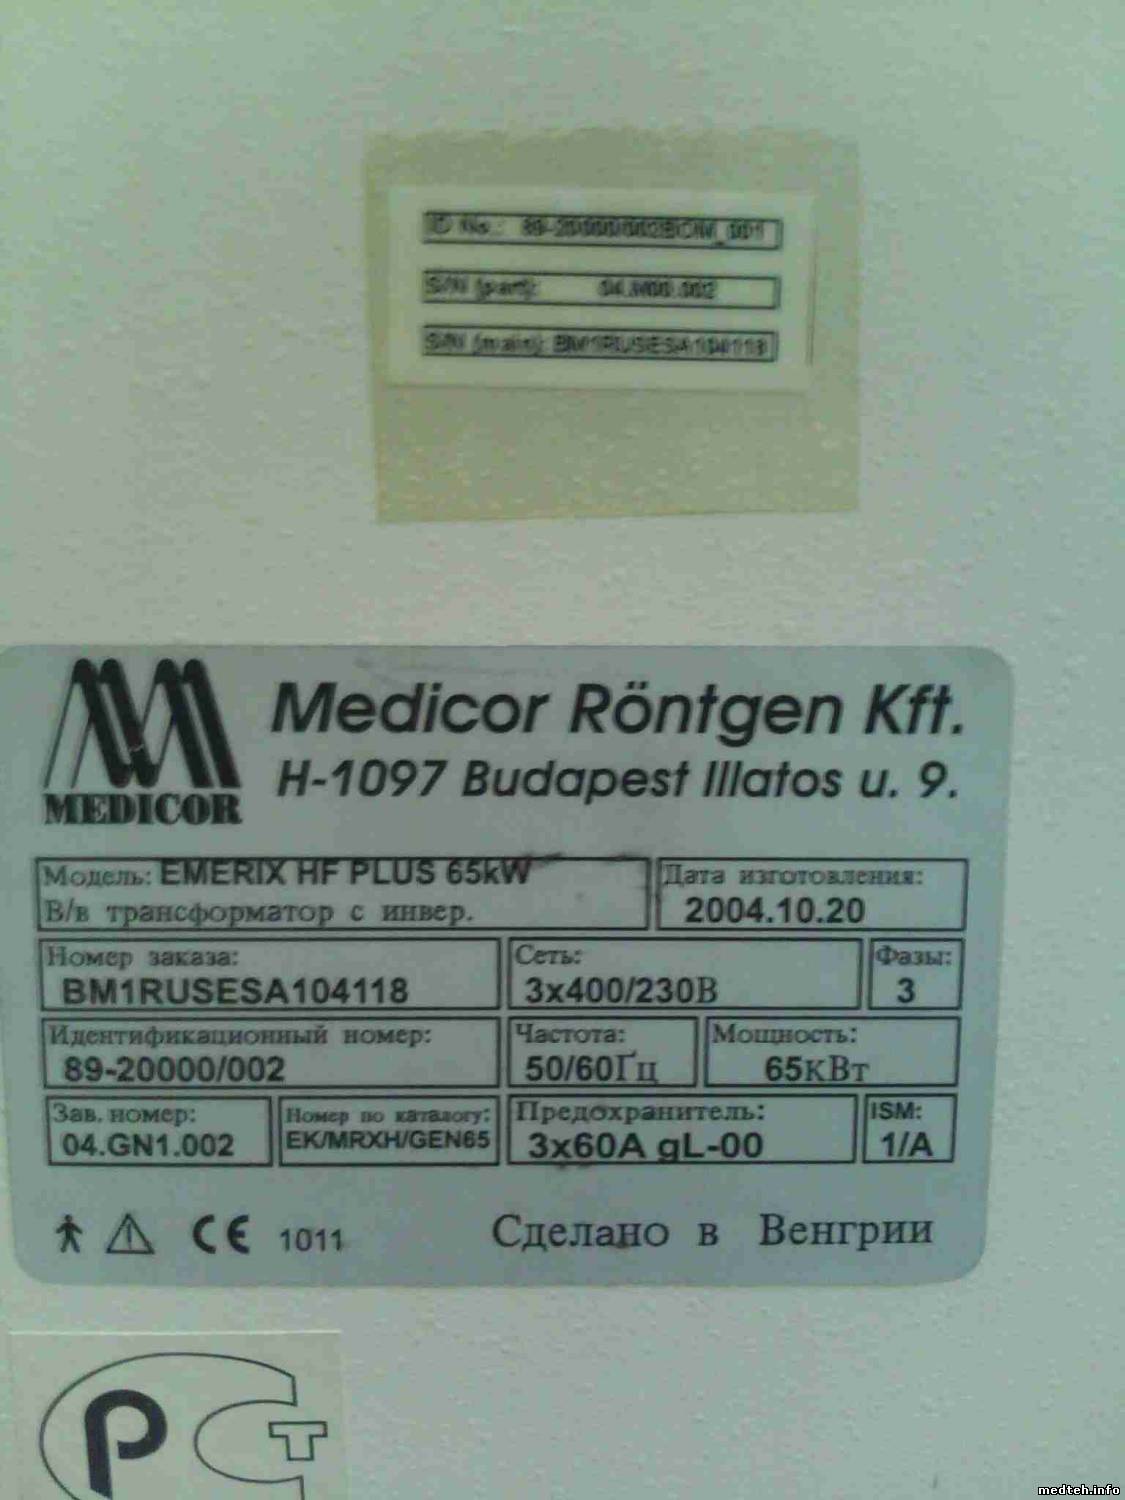 ID No.: 89-20000/002BOM_001
S/N (part): 04.M00.002
S/N (main): BM1RUSESA104118
MEDICOR
Medicor Röntgen Kft.
H-1097 Budapest Illatos u. 9.
Модель: EMERIX HF PLUS 65kW
В/в трансформатор с инвер.
Дата изготовления:
2004.10.20
Номер заказа:
BM1RUSESA104118
Сеть:
3x400/230В
Фазы:
3
Идентификационный номер:
89-20000/002
Частота:
50/60Гц
Мощность:
65кВт
Зав. номер:
04.GN1.002
Номер по каталогу:
EK/MRXH/GEN65
Предохранитель:
3x60A gL-00
ISM:
1/A
CE 1011
Сделано в Венгрии
РСТ
medteh.info